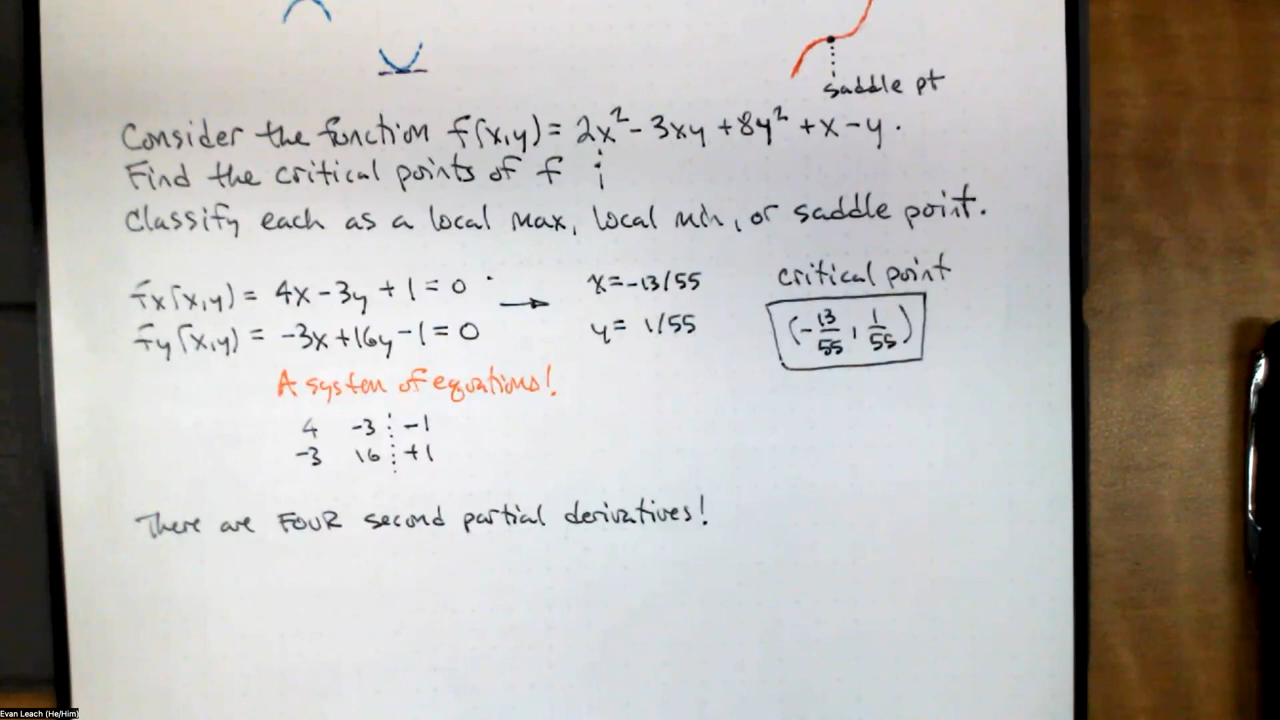 saddle pt
Consider the function f(x,y) = 2x² - 3xy + 8y² + x - y.
Find the critical points of f ;
Classify each as a local max, local min, or saddle point.
fx(x,y) = 4x - 3y + 1 = 0 → x = -13/55 critical point
fy(x,y) = -3x + 16y - 1 = 0 y = 1/55 (-13/55, 1/55)
A system of equations!
4 -3 ⋮ -1
-3 16 ⋮ +1
There are FOUR second partial derivatives!
Evan Leach (He/Him)